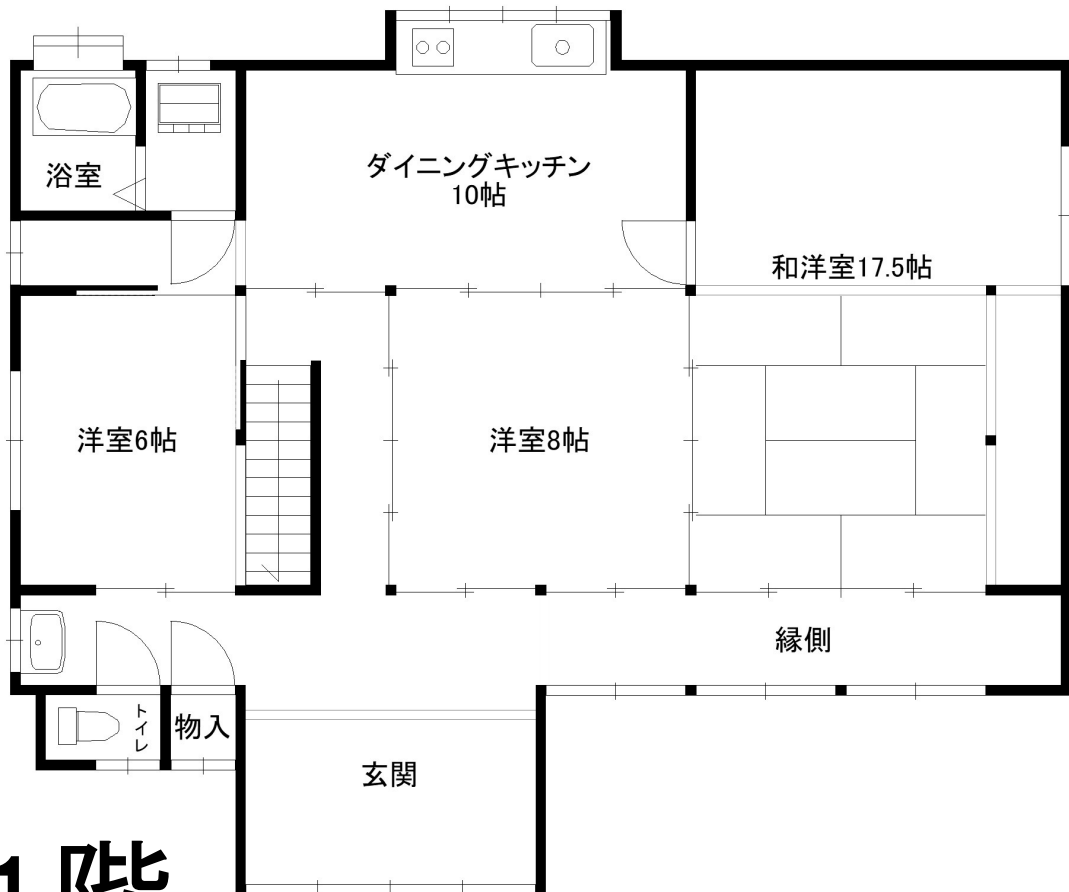 ダイニングキッチン
10帖
浴室
和洋室17.5帖
洋室6帖
洋室8帖
縁側
トイレ
物入
玄関
1階